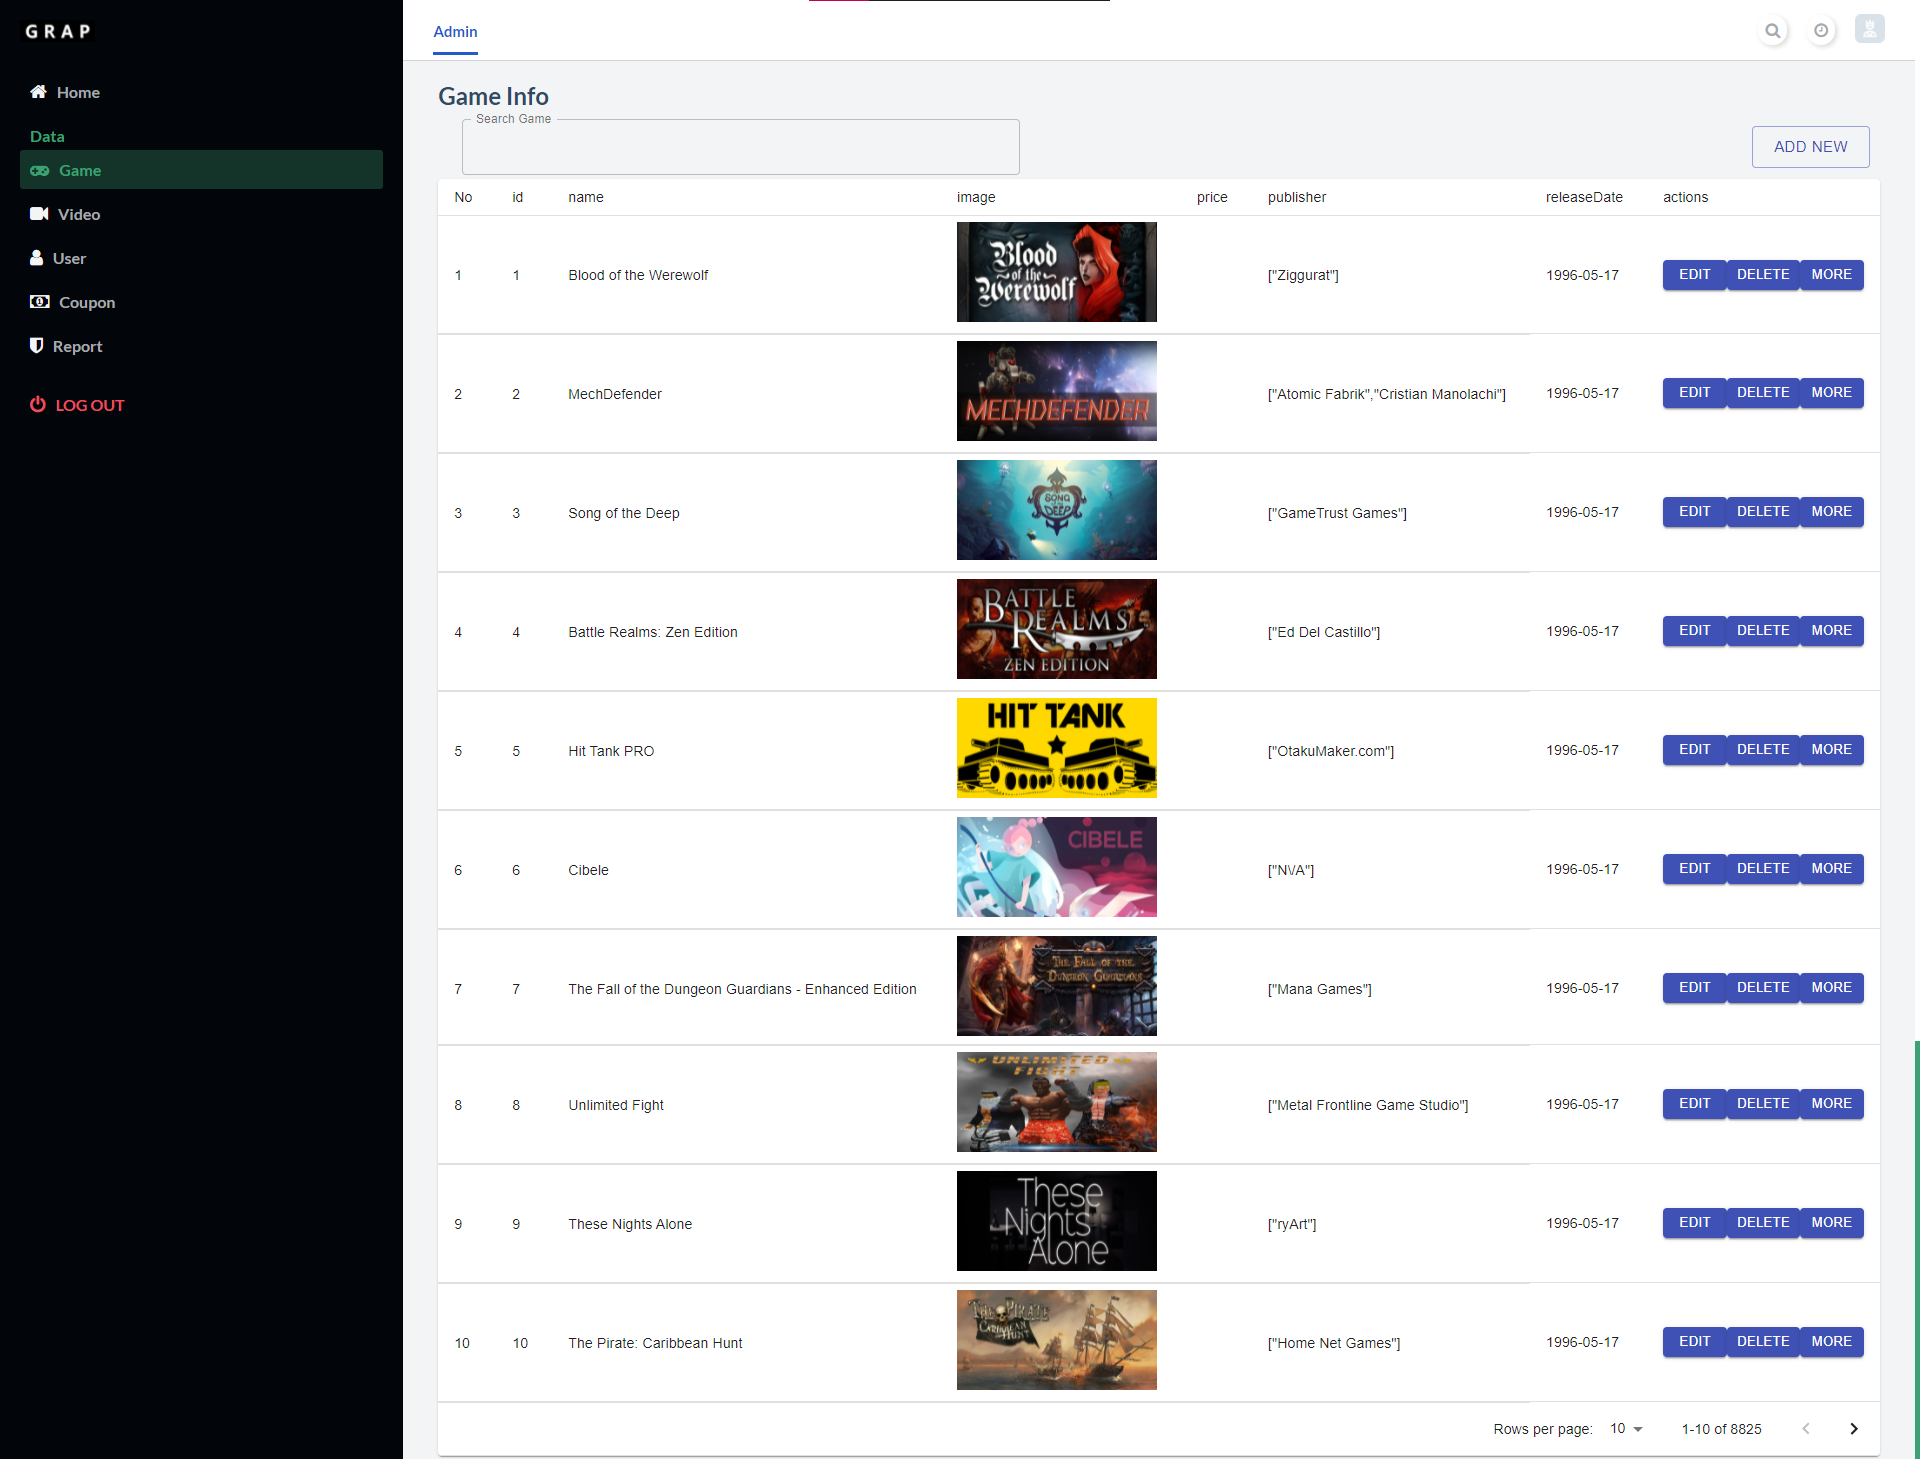 GRAP
Admin
Home
Data
Game
Video
User
Coupon
Report
LOG OUT
Game Info
Search Game
ADD NEW
No id name image price publisher releaseDate actions
1 1 Blood of the Werewolf Blood of the Werewolf ["Ziggurat"] 1996-05-17 EDIT DELETE MORE
2 2 MechDefender MECHDEFENDER ["Atomic Fabrik","Cristian Manolachi"] 1996-05-17 EDIT DELETE MORE
3 3 Song of the Deep SONG OF THE DEEP ["GameTrust Games"] 1996-05-17 EDIT DELETE MORE
4 4 Battle Realms: Zen Edition BATTLE REALMS ZEN EDITION ["Ed Del Castillo"] 1996-05-17 EDIT DELETE MORE
5 5 Hit Tank PRO HIT TANK ["OtakuMaker.com"] 1996-05-17 EDIT DELETE MORE
6 6 Cibele CIBELE ["N\/A"] 1996-05-17 EDIT DELETE MORE
7 7 The Fall of the Dungeon Guardians - Enhanced Edition THE FALL OF THE DUNGEON GUARDIANS ["Mana Games"] 1996-05-17 EDIT DELETE MORE
8 8 Unlimited Fight UNLIMITED FIGHT ["Metal Frontline Game Studio"] 1996-05-17 EDIT DELETE MORE
9 9 These Nights Alone These Nights Alone ["ryArt"] 1996-05-17 EDIT DELETE MORE
10 10 The Pirate: Caribbean Hunt THE PIRATE CARIBBEAN HUNT ["Home Net Games"] 1996-05-17 EDIT DELETE MORE
Rows per page: 10 1-10 of 8825